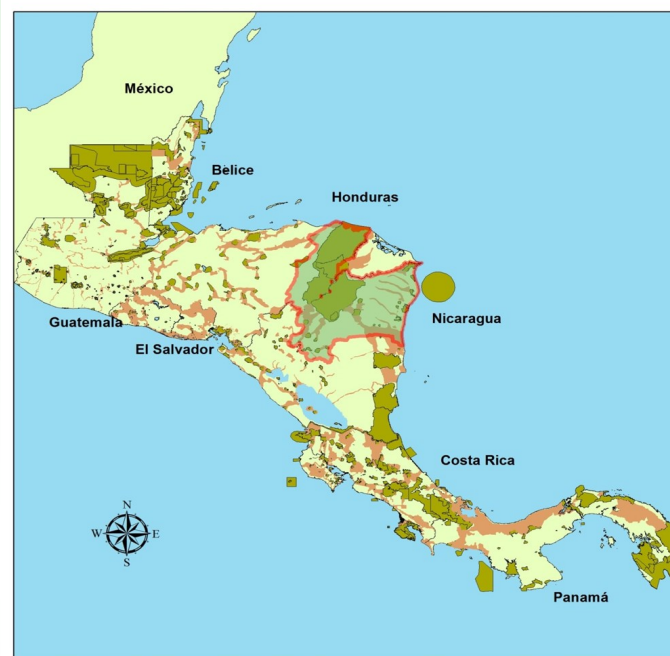 México
Belice
Honduras
Guatemala
Nicaragua
El Salvador
Costa Rica
N
W E
S
Panamá